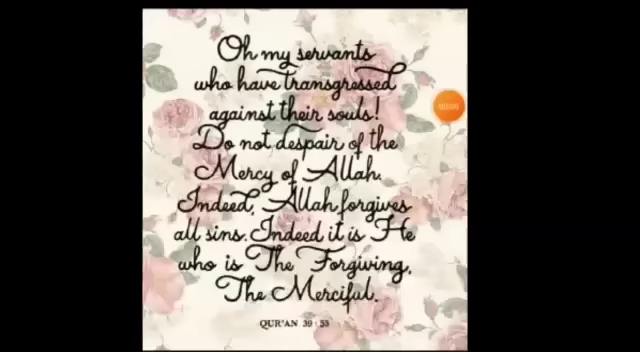 Oh my servants
who have transgressed
against their souls!
Do not despair of the
Mercy of Allah.
Indeed, Allah forgives
all sins. Indeed it is He
who is The Forgiving,
The Merciful.
QUR'AN 39:53